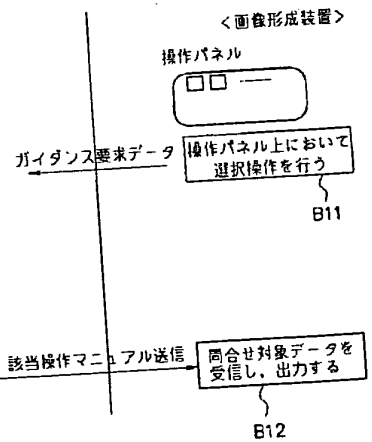 <画像形成装置>
操作パネル
ガイダンス要求データ
操作パネル上において
選択操作を行う
B11
該当操作マニュアル送信
問合せ対象データを
受信し、出力する
B12